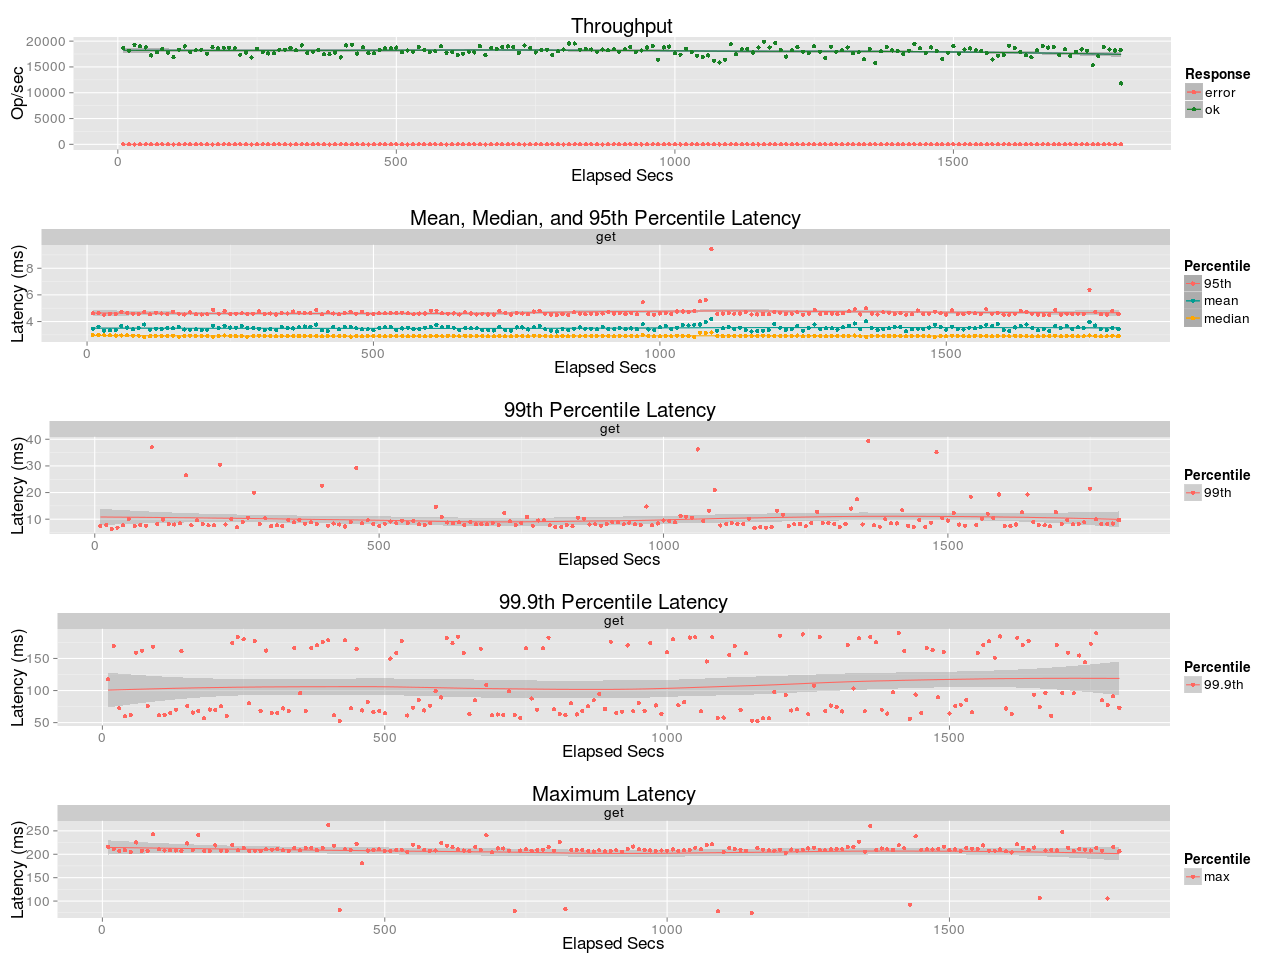 Throughput
20000
15000
10000
5000
0
Op/sec
0 500 1000 1500
Elapsed Secs
Response
error
ok
Mean, Median, and 95th Percentile Latency
get
8
6
4
Latency (ms)
0 500 1000 1500
Elapsed Secs
Percentile
95th
mean
median
99th Percentile Latency
get
40
30
20
10
Latency (ms)
0 500 1000 1500
Elapsed Secs
Percentile
99th
99.9th Percentile Latency
get
150
100
50
Latency (ms)
0 500 1000 1500
Elapsed Secs
Percentile
99.9th
Maximum Latency
get
250
200
150
100
Latency (ms)
0 500 1000 1500
Elapsed Secs
Percentile
max